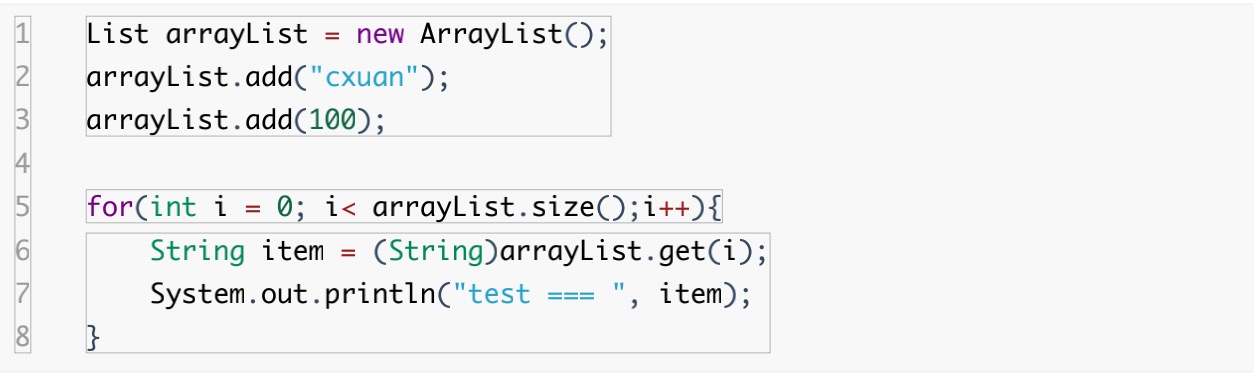 1 List arrayList = new ArrayList();
2 arrayList.add("cxuan");
3 arrayList.add(100);
4
5 for(int i = 0; i< arrayList.size();i++){
6     String item = (String)arrayList.get(i);
7     System.out.println("test === ", item);
8 }